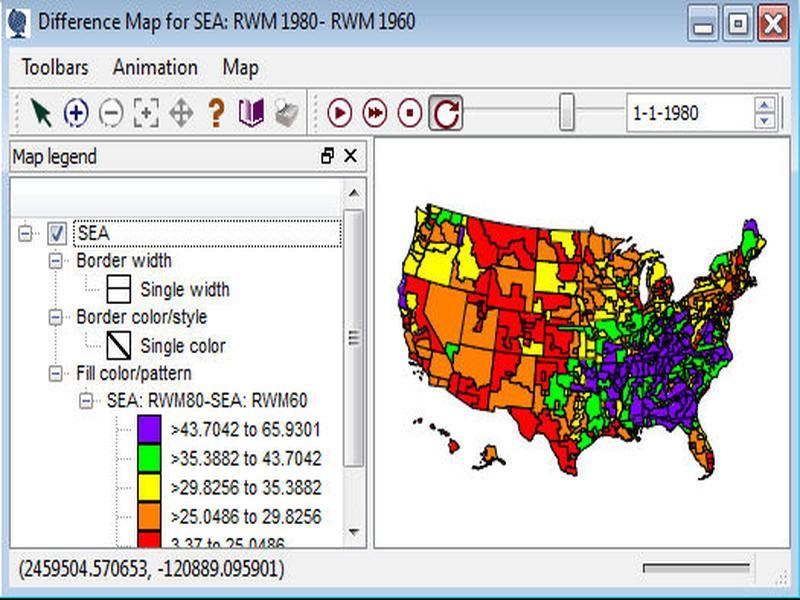 Difference Map for SEA: RWM 1980- RWM 1960
Toolbars Animation Map
1-1-1980
Map legend
SEA
Border width
Single width
Border color/style
Single color
Fill color/pattern
SEA: RWM80-SEA: RWM60
>43.7042 to 65.9301
>35.3882 to 43.7042
>29.8256 to 35.3882
>25.0486 to 29.8256
3.37 to 25.0486
(2459504.570653, -120889.095901)